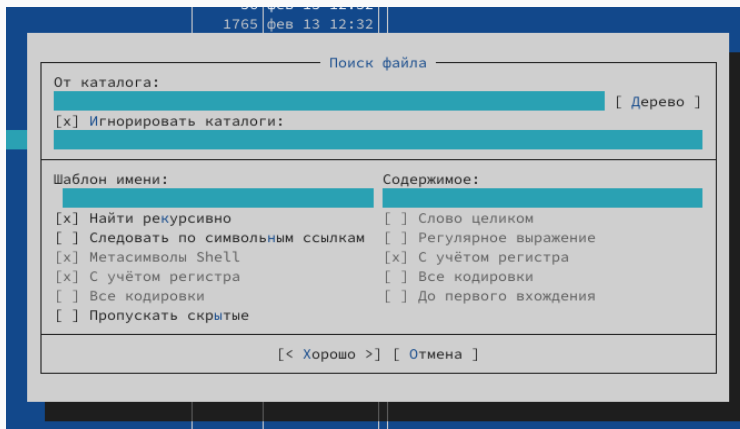 1765 фев 13 12:32
Поиск файла
От каталога:
[ Дерево ]
[x] Игнорировать каталоги:
Шаблон имени: Содержимое:
[x] Найти рекурсивно [ ] Слово целиком
[ ] Следовать по символьным ссылкам [ ] Регулярное выражение
[x] Метасимволы Shell [x] С учётом регистра
[x] С учётом регистра [ ] Все кодировки
[ ] Все кодировки [ ] До первого вхождения
[ ] Пропускать скрытые
[< Хорошо >] [ Отмена ]